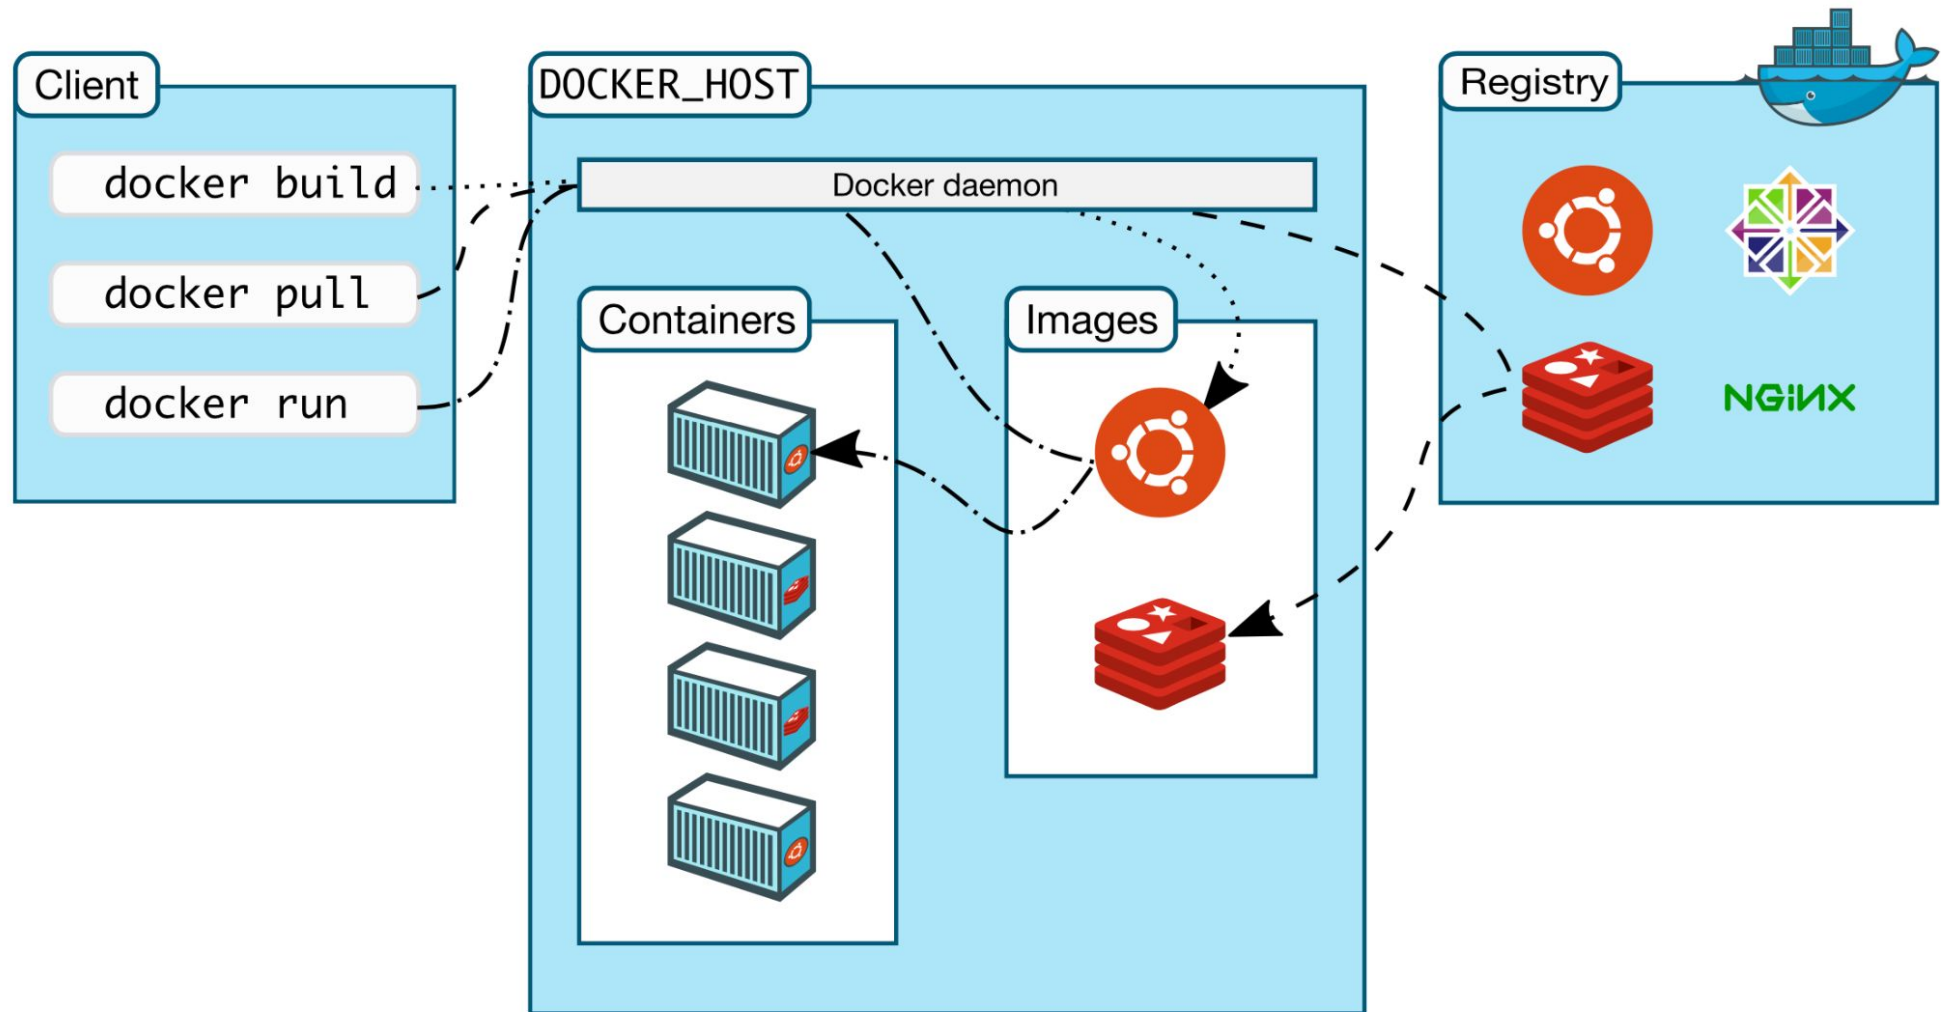 Client
docker build
docker pull
docker run
DOCKER_HOST
Docker daemon
Containers
Images
Registry
NGiNX